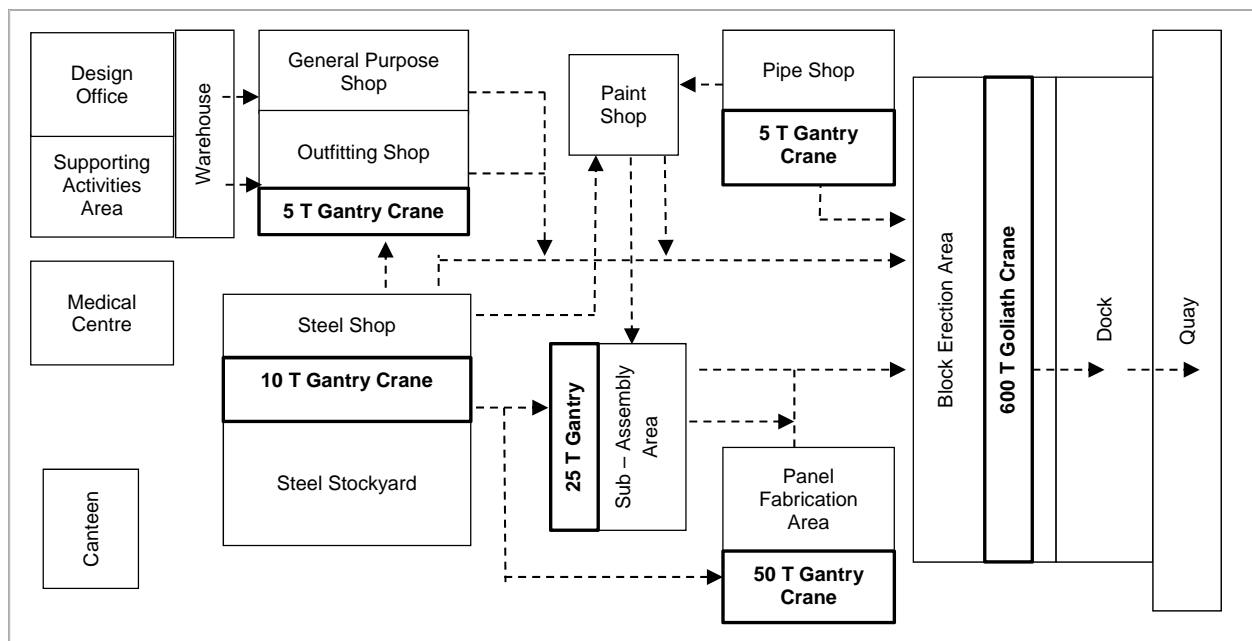 Design
Office
Supporting
Activities
Area
Warehouse
General Purpose
Shop
Outfitting Shop
5 T Gantry Crane
Paint
Shop
Pipe Shop
5 T Gantry
Crane
Medical
Centre
Steel Shop
10 T Gantry Crane
Steel Stockyard
Canteen
25 T Gantry
Sub – Assembly
Area
Panel
Fabrication
Area
50 T Gantry
Crane
Block Erection Area
600 T Goliath Crane
Dock
Quay